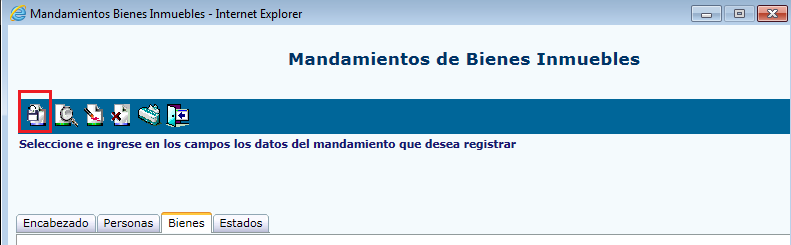 Mandamientos Bienes Inmuebles - Internet Explorer
Mandamientos de Bienes Inmuebles
Seleccione e ingrese en los campos los datos del mandamiento que desea registrar
Encabezado Personas Bienes Estados